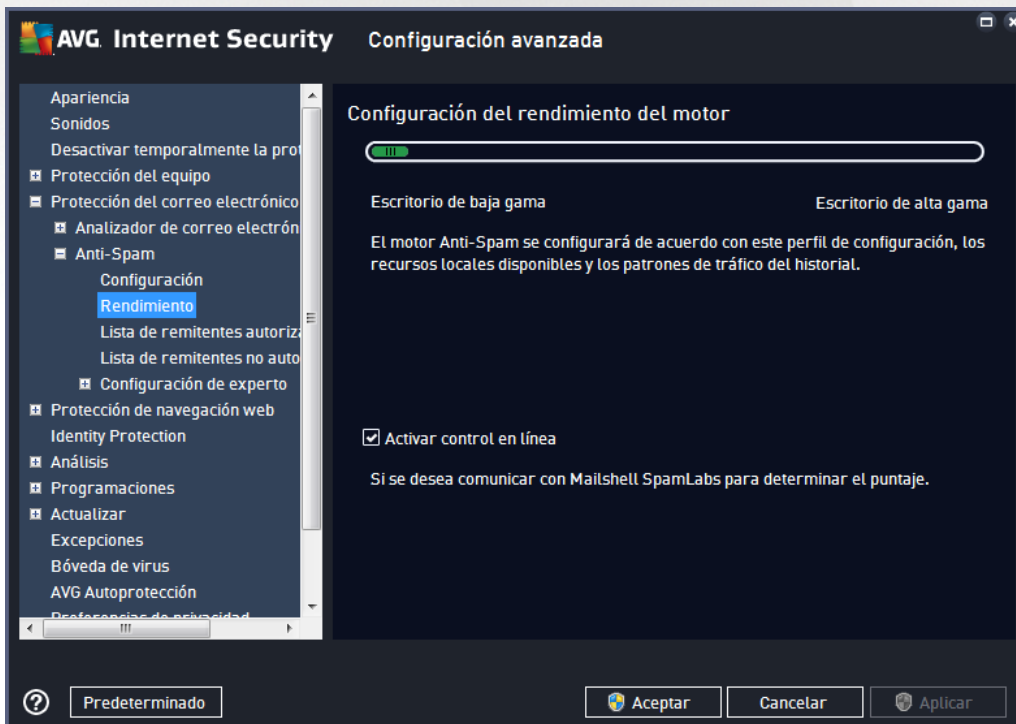 AVG Internet Security Configuración avanzada
Apariencia
Sonidos
Desactivar temporalmente la prot
Protección del equipo
Protección del correo electrónico
Analizador de correo electrón
Anti-Spam
Configuración
Rendimiento
Lista de remitentes autoriza
Lista de remitentes no auto
Configuración de experto
Protección de navegación web
Identity Protection
Análisis
Programaciones
Actualizar
Excepciones
Bóveda de virus
AVG Autoprotección
Preferencias de privacidad
Configuración del rendimiento del motor
Escritorio de baja gama
Escritorio de alta gama
El motor Anti-Spam se configurará de acuerdo con este perfil de configuración, los
recursos locales disponibles y los patrones de tráfico del historial.
Activar control en línea
Si se desea comunicar con Mailshell SpamLabs para determinar el puntaje.
? Predeterminado
Aceptar
Cancelar
Aplicar